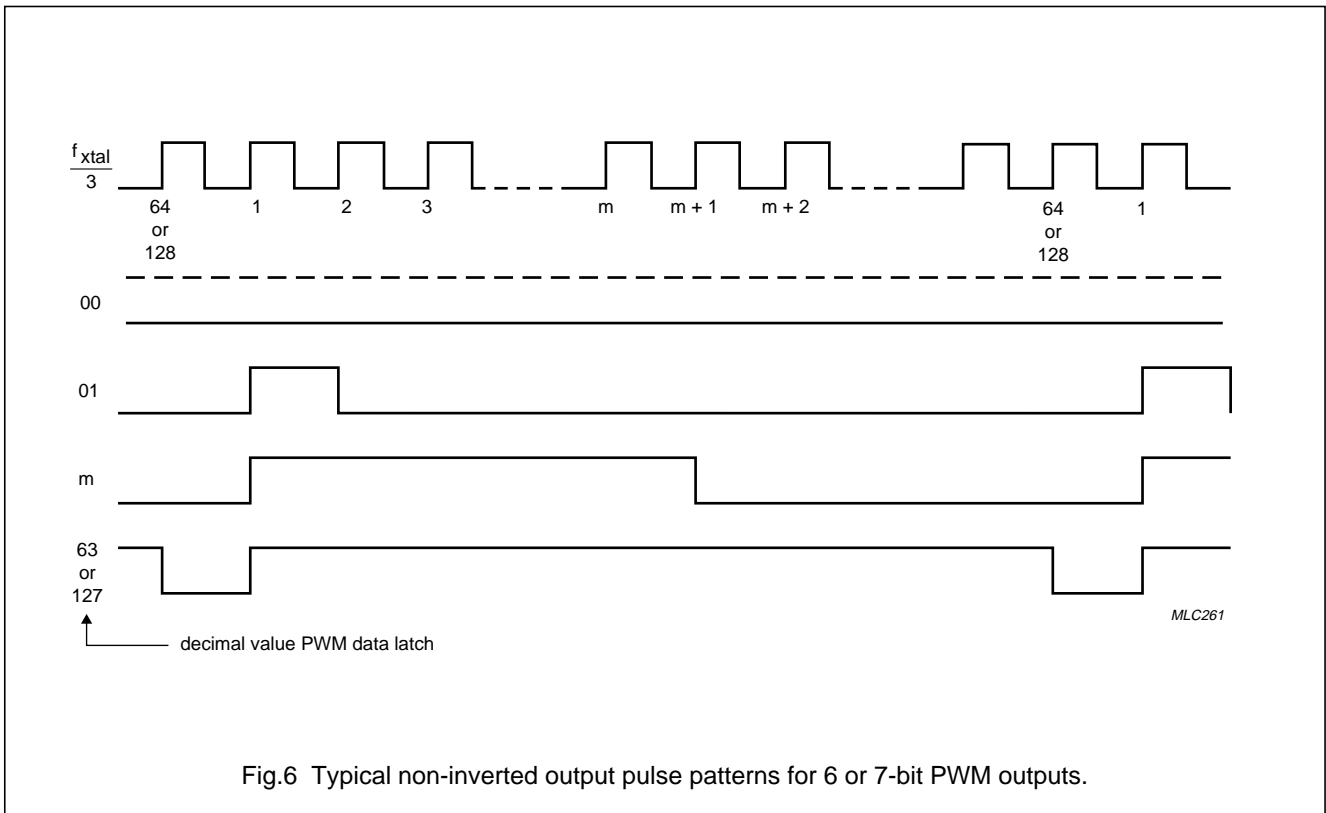 f xtal
3
64 1 2 3 m m + 1 m + 2 64 1
or or
128 128
00
01
m
63
or
127
MLC261
decimal value PWM data latch
Fig.6 Typical non-inverted output pulse patterns for 6 or 7-bit PWM outputs.